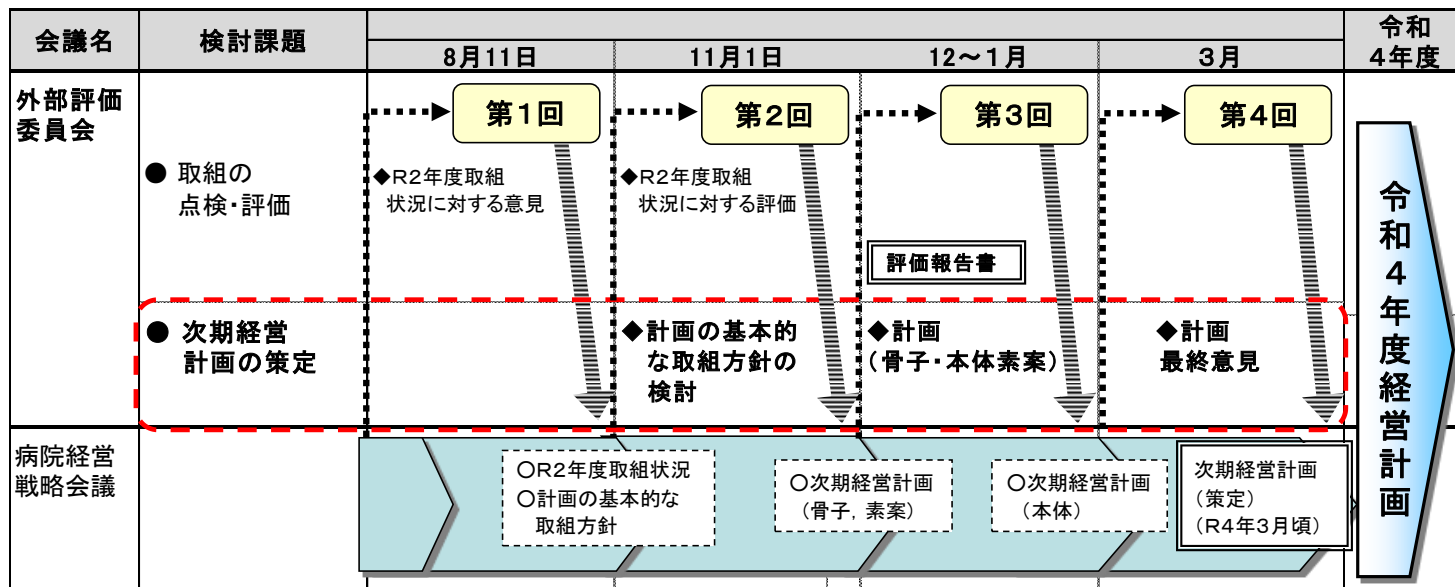 会議名
検討課題
令和
４年度
8月11日
11月1日
12～１月
３月
外部評価
委員会
第１回
第２回
第３回
第４回
● 取組の
点検・評価
◆Ｒ２年度取組
状況に対する意見
◆Ｒ２年度取組
状況に対する評価
評価報告書
● 次期経営
計画の策定
◆計画の基本的
な取組方針の
検討
◆計画
（骨子・本体素案）
◆計画
最終意見
病院経営
戦略会議
○Ｒ２年度取組状況
○計画の基本的な
取組方針
○次期経営計画
（骨子，素案）
○次期経営計画
（本体）
次期経営計画
（策定）
（Ｒ４年３月頃）
令和４年度経営計画